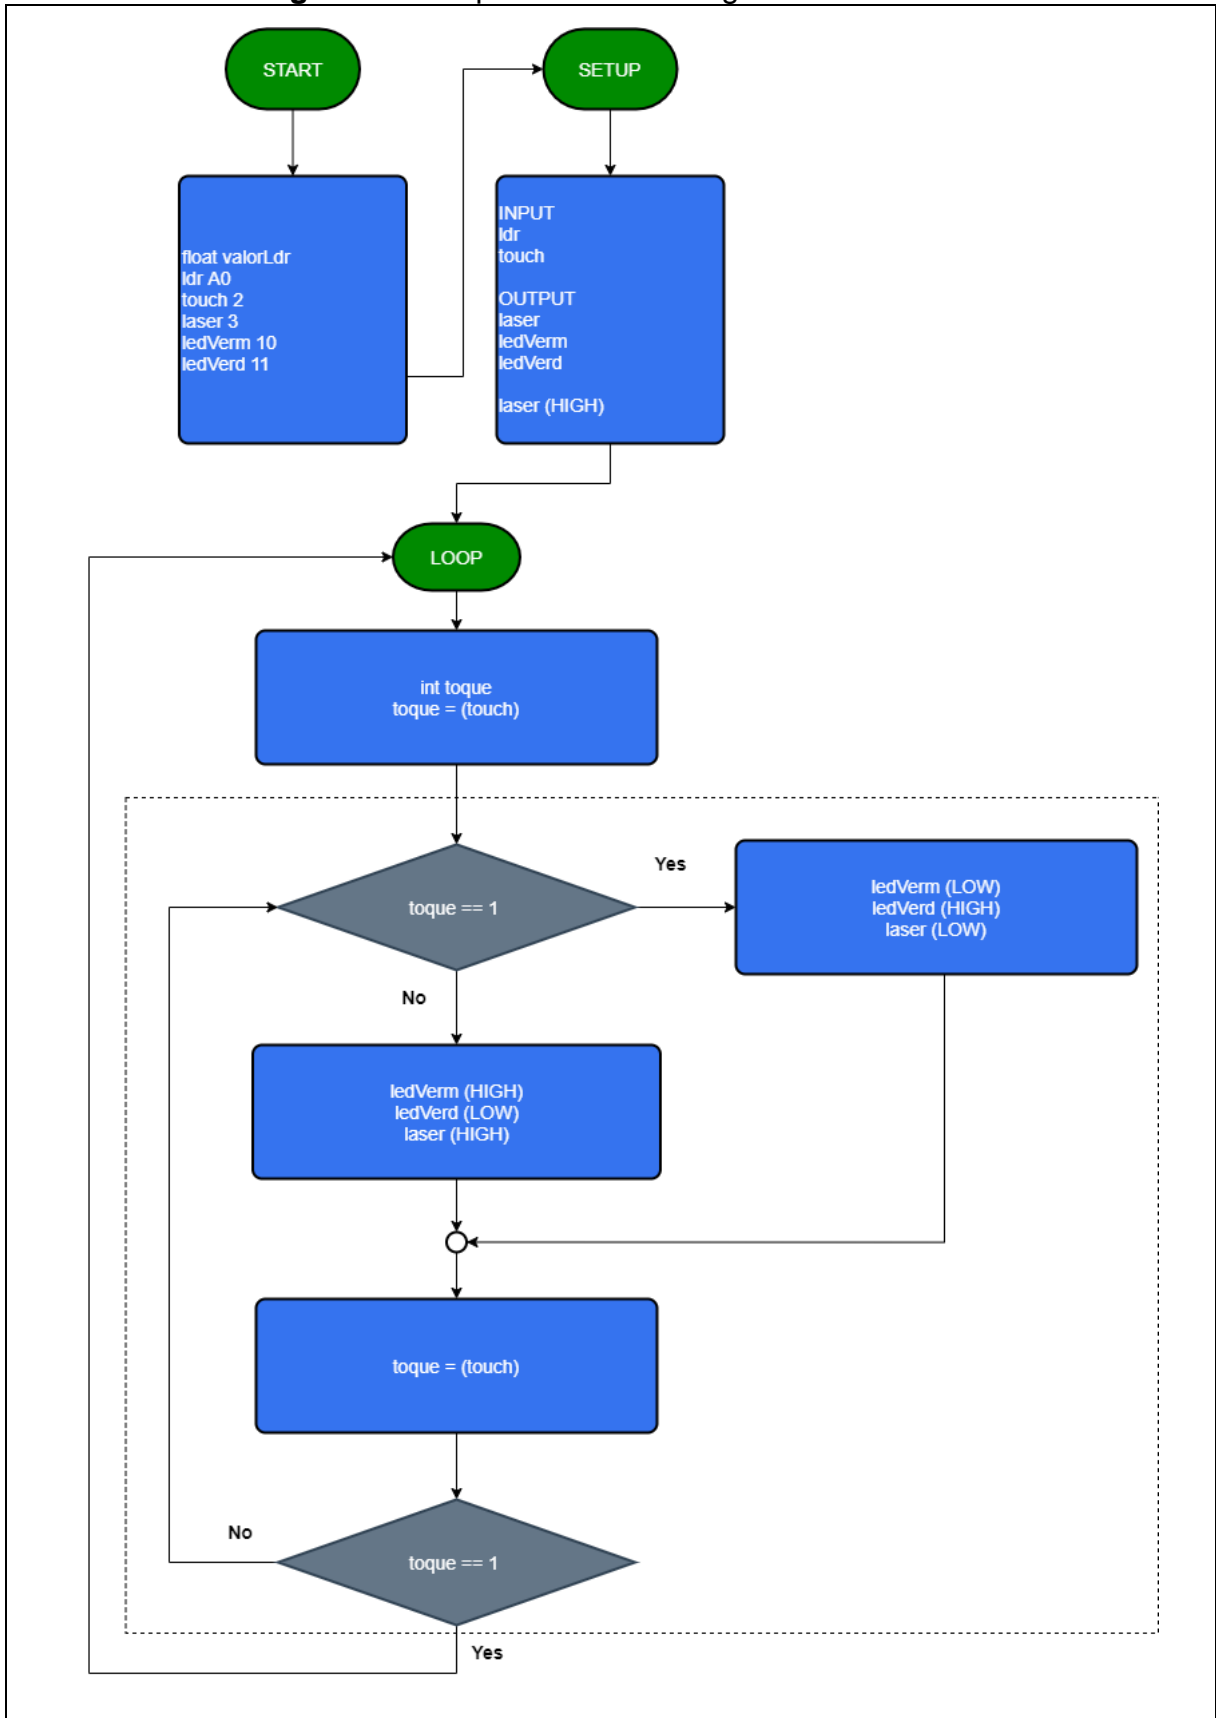 START
SETUP
float valorLdr
ldr A0
touch 2
laser 3
ledVerm 10
ledVerd 11
INPUT
ldr
touch
OUTPUT
laser
ledVerm
ledVerd
laser (HIGH)
LOOP
int toque
toque = (touch)
toque == 1
Yes
ledVerm (LOW)
ledVerd (HIGH)
laser (LOW)
No
ledVerm (HIGH)
ledVerd (LOW)
laser (HIGH)
toque = (touch)
No
toque == 1
Yes